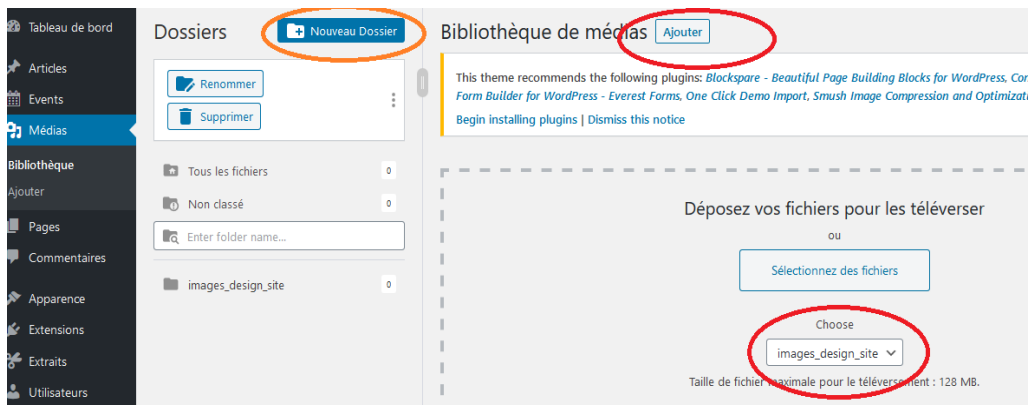 Tableau de bord
Articles
Events
Médias
Bibliothèque
Ajouter
Pages
Commentaires
Apparence
Extensions
Extraits
Utilisateurs
Dossiers
Nouveau Dossier
Renommer
Supprimer
Tous les fichiers 0
Non classé 0
Enter folder name...
images_design_site 0
Bibliothèque de médias Ajouter
This theme recommends the following plugins: Blockspare - Beautiful Page Building Blocks for WordPress,
Form Builder for WordPress - Everest Forms, One Click Demo Import, Smush Image Compression and
Begin installing plugins | Dismiss this notice
Déposez vos fichiers pour les téléverser
ou
Sélectionnez des fichiers
Choose
images_design_site
Taille de fichier maximale pour le téléversement : 128 MB.